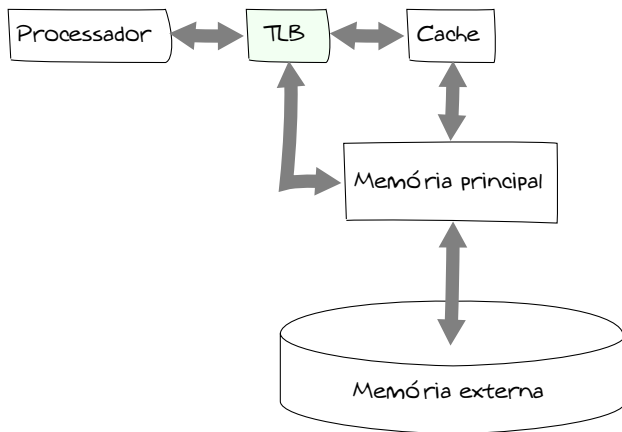 Processador
TLB
Cache
Memória principal
Memória externa